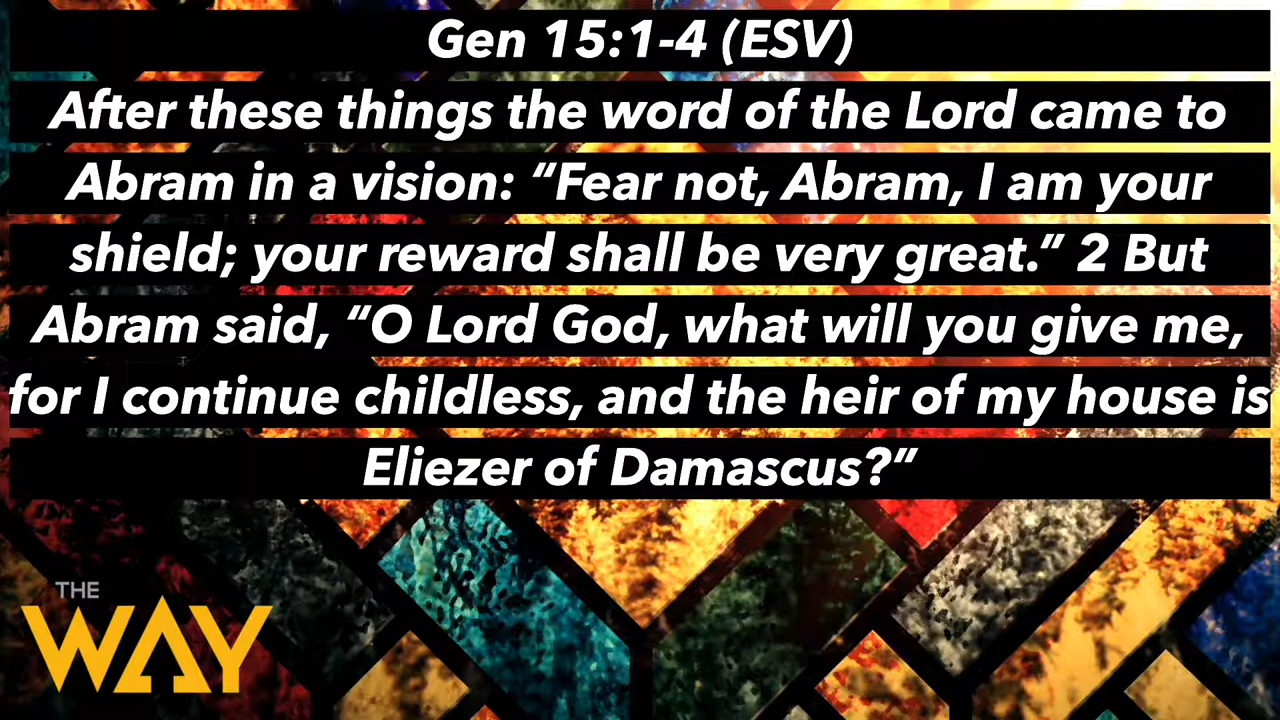 Gen 15:1-4 (ESV)
After these things the word of the Lord came to
Abram in a vision: “Fear not, Abram, I am your
shield; your reward shall be very great.” 2 But
Abram said, “O Lord God, what will you give me,
for I continue childless, and the heir of my house is
Eliezer of Damascus?”
THE
WAY